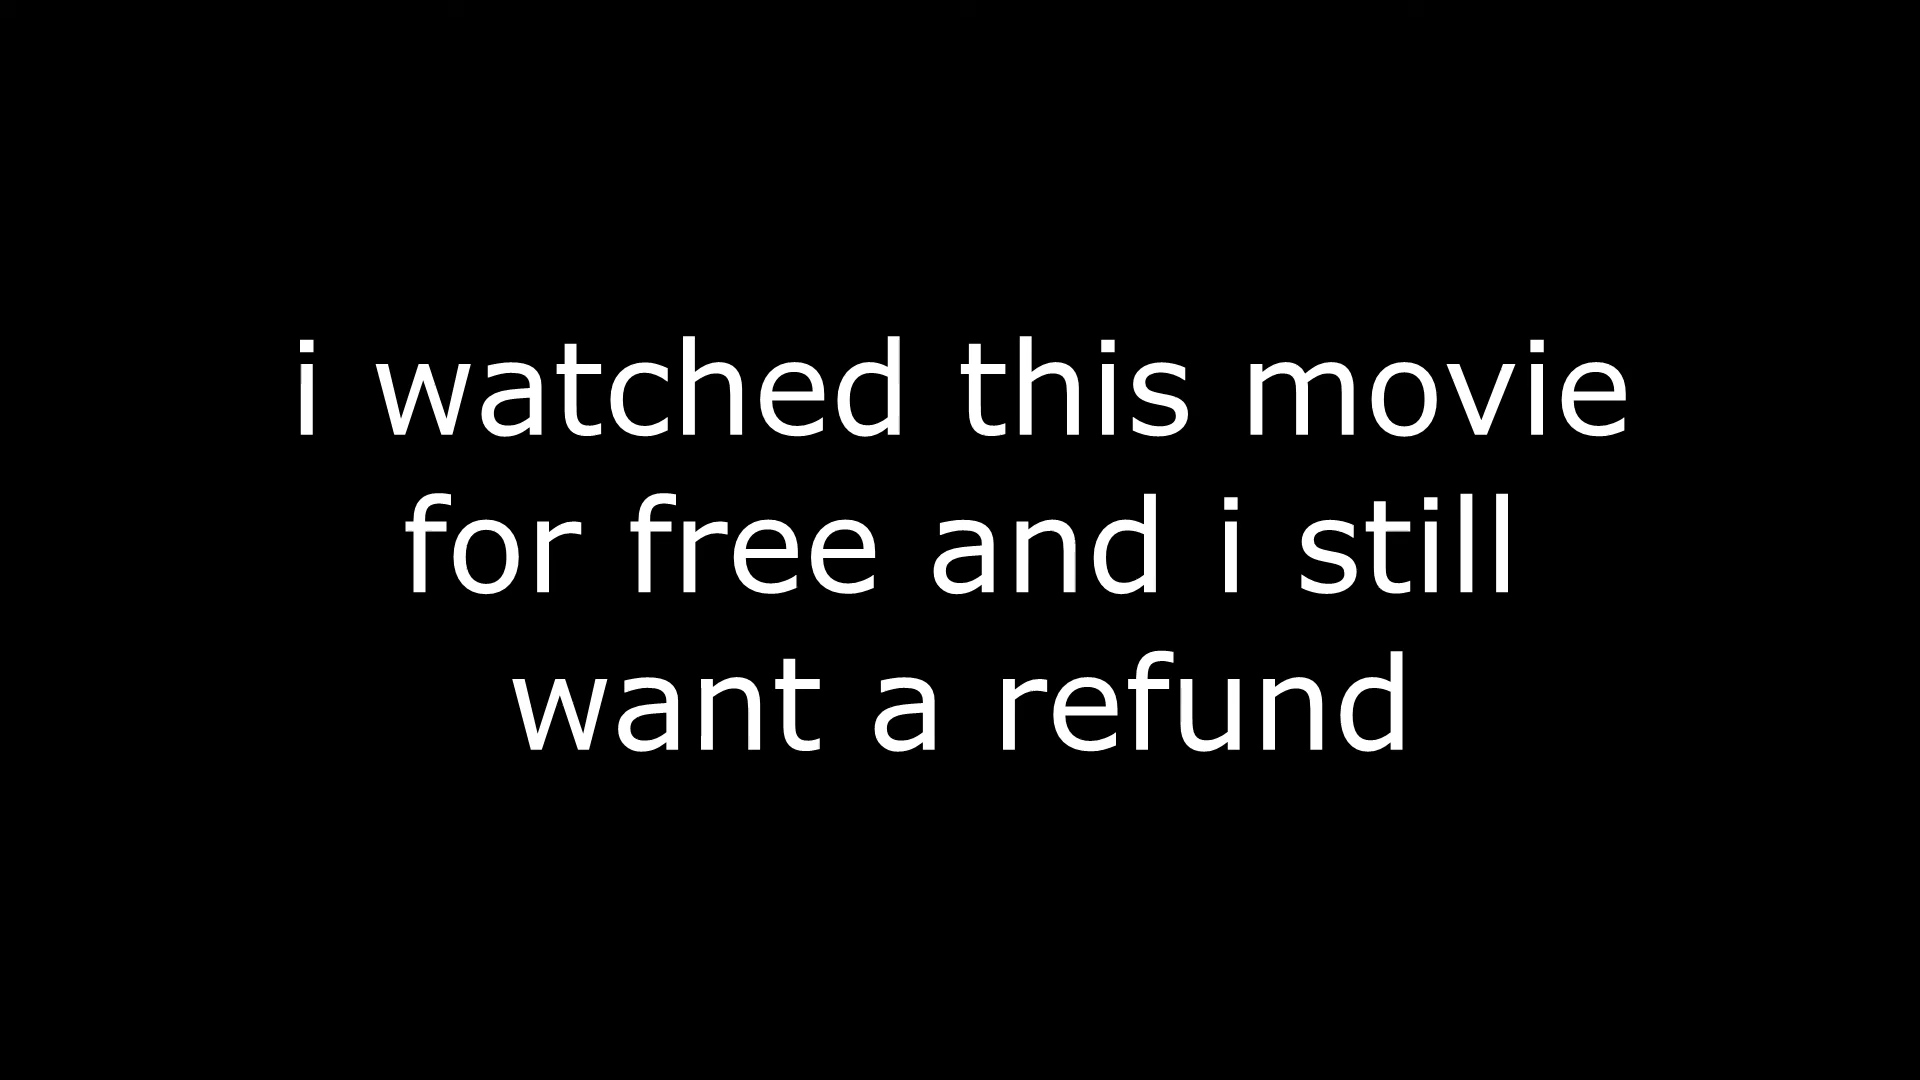 i watched this movie
for free and i still
want a refund